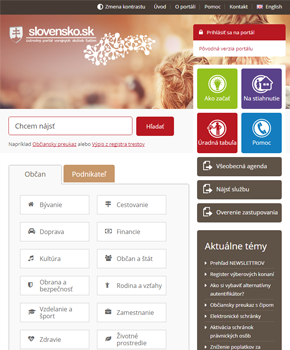 Zmena kontrastu Úvod O portáli Pomoc Kontakt English
slovensko.sk
Prihlásiť sa na portál
Pôvodná verzia portálu
Ako začať
Na stiahnutie
Chcem nájsť
Hľadať
Napríklad Občiansky preukaz alebo Výpis z registra trestov
Úradná tabuľa
Pomoc
Občan
Podnikateľ
Všeobecná agenda
Nájsť službu
Overenie zastupovania
Bývanie
Cestovanie
Doprava
Financie
Kultúra
Občan a štát
Obrana a
bezpečnosť
Rodina a vzťahy
Vzdelanie a
šport
Zamestnanie
Zdravie
Životné
prostredie
Aktuálne témy
Prehľad NEWSLETTROV
Register výberových konaní
Ako si vybaviť alternatívny
autentifikátor?
Občiansky preukaz s čipom
Elektronické schránky
Aktivácia schránok
právnických osôb
Zníženie poplatkov za